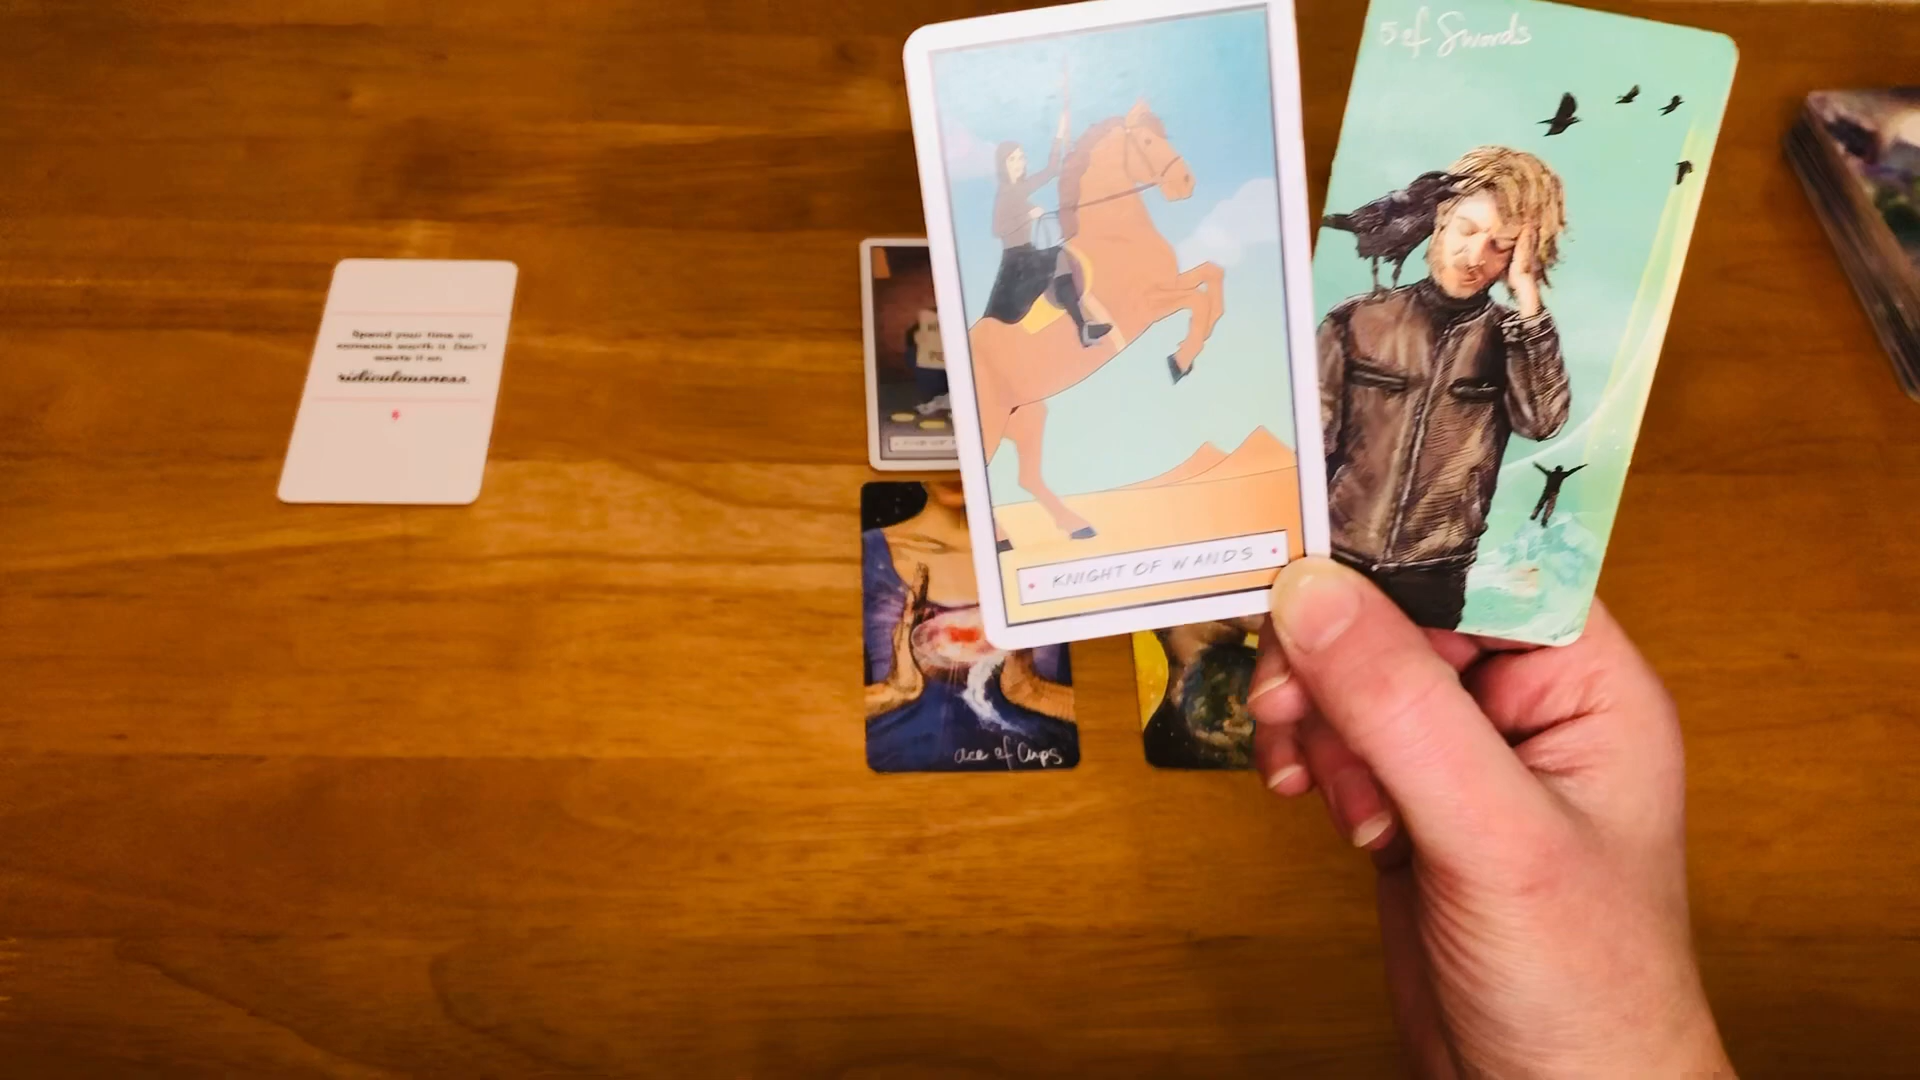 5 of Swords
Spend your time on
someone worth it. Don't
waste it on
ridiculousness.
KNIGHT OF WANDS
ace of Cups